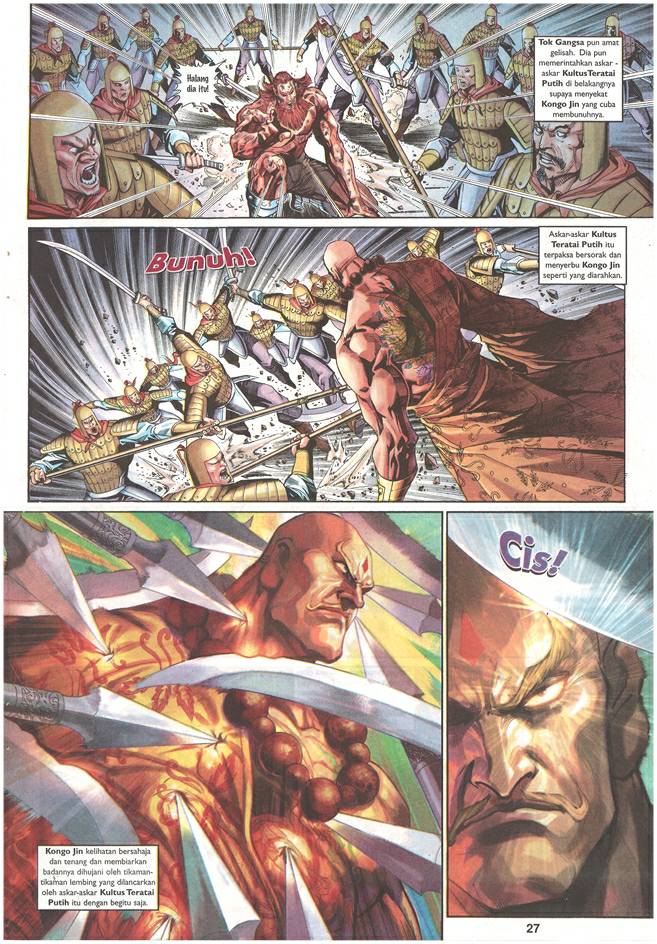 Halang
dia itu!
Tok Gangsa pun amat
gelisah. Dia pun
memerintahkan askar -
askar Kultus Teratai
Putih di belakangnya
supaya menyekat
Kongo Jin yang cuba
membunuhnya.
Bunuh!
Askar-askar Kultus
Teratai Putih itu
terpaksa bersorak dan
menyerbu Kongo Jin
seperti yang diarahkan.
Kongo Jin kelihatan bersahaja
dan tenang dan membiarkan
badannya dihujani oleh tikaman-
tikaman lembing yang dilancarkan
oleh askar-askar Kultus Teratai
Putih itu dengan begitu saja.
Cis!
27